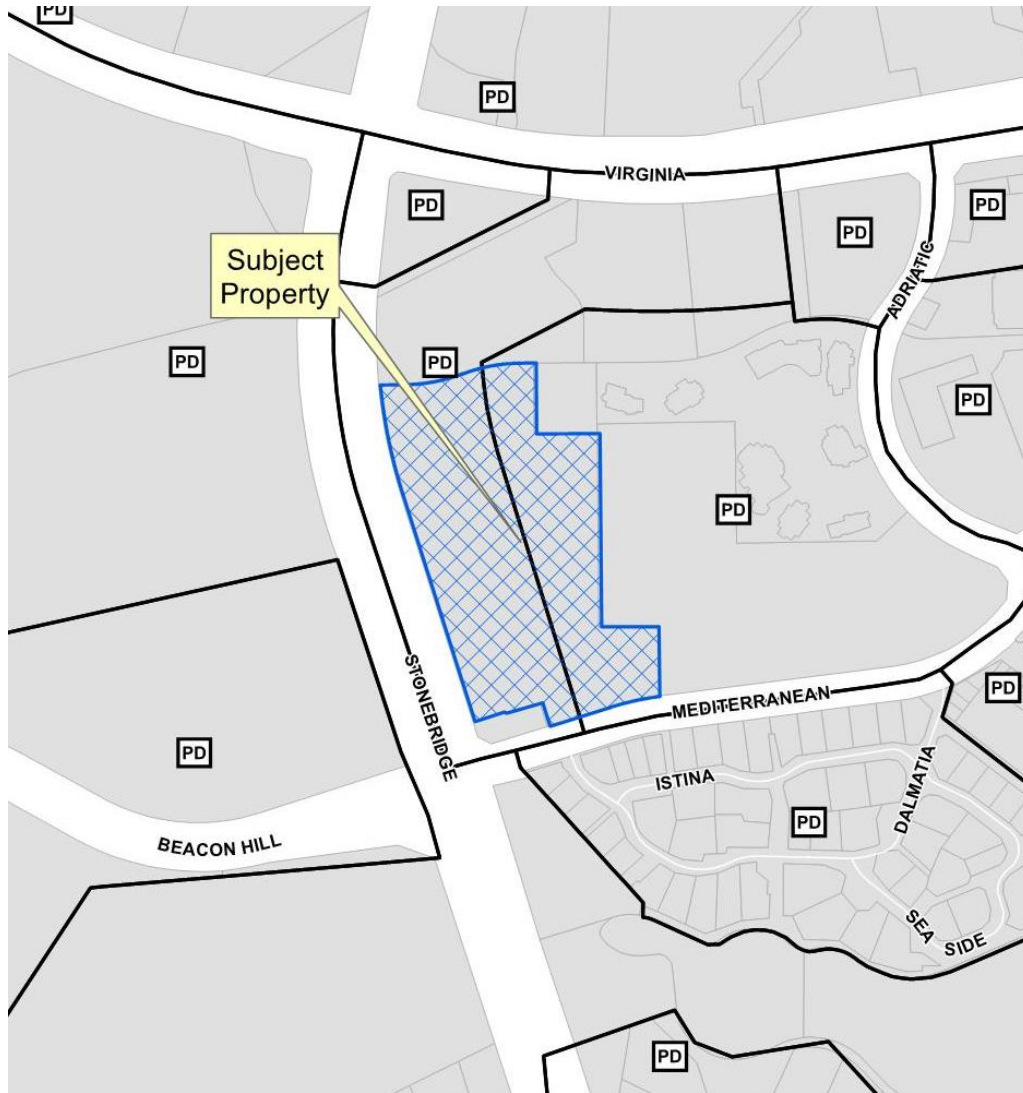 PD
PD
VIRGINIA
PD
PD
PD
Subject
Property
ADRIATIC
PD
PD
PD
PD
STONEBRIDGE
MEDITERRANEAN
PD
PD
ISTINA
DALMATIA
PD
BEACON HILL
SEA
SIDE
PD